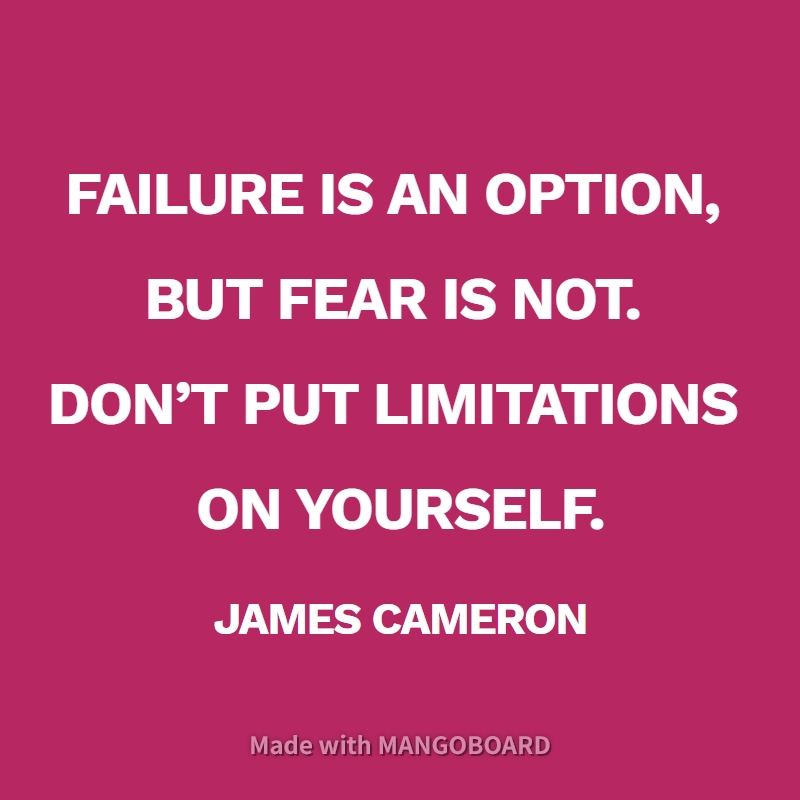 FAILURE IS AN OPTION,
BUT FEAR IS NOT.
DON’T PUT LIMITATIONS
ON YOURSELF.
JAMES CAMERON
Made with MANGOBOARD